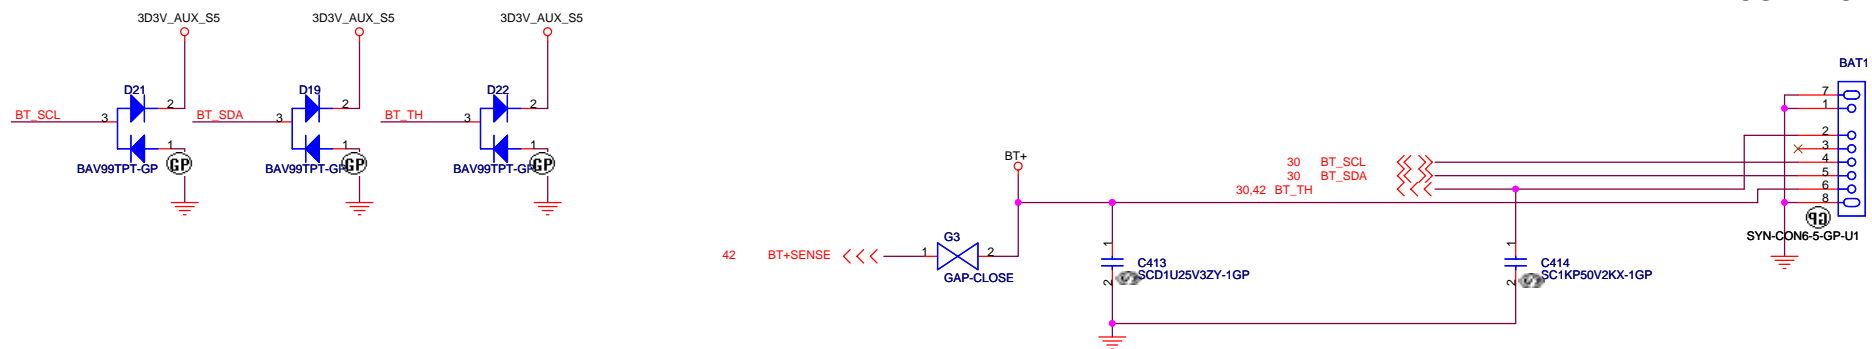 3D3V_AUX_S5 3D3V_AUX_S5 3D3V_AUX_S5
BAT1
D21 D19 D22
BT_SCL 3 2 BT_SDA 3 2 BT_TH 3 2
1 1 1
BAV99TPT-GP GP BAV99TPT-GP GP BAV99TPT-GP GP
7
1
2
3
30 BT_SCL 4
30 BT_SDA 5
30,42 BT_TH 6
8
BT+
GP
SYN-CON6-5-GP-U1
G3
42 BT+SENSE 1 2
GAP-CLOSE
1 C413
2 SCD1U25V3ZY-1GP
1 C414
2 SC1KP50V2KX-1GP